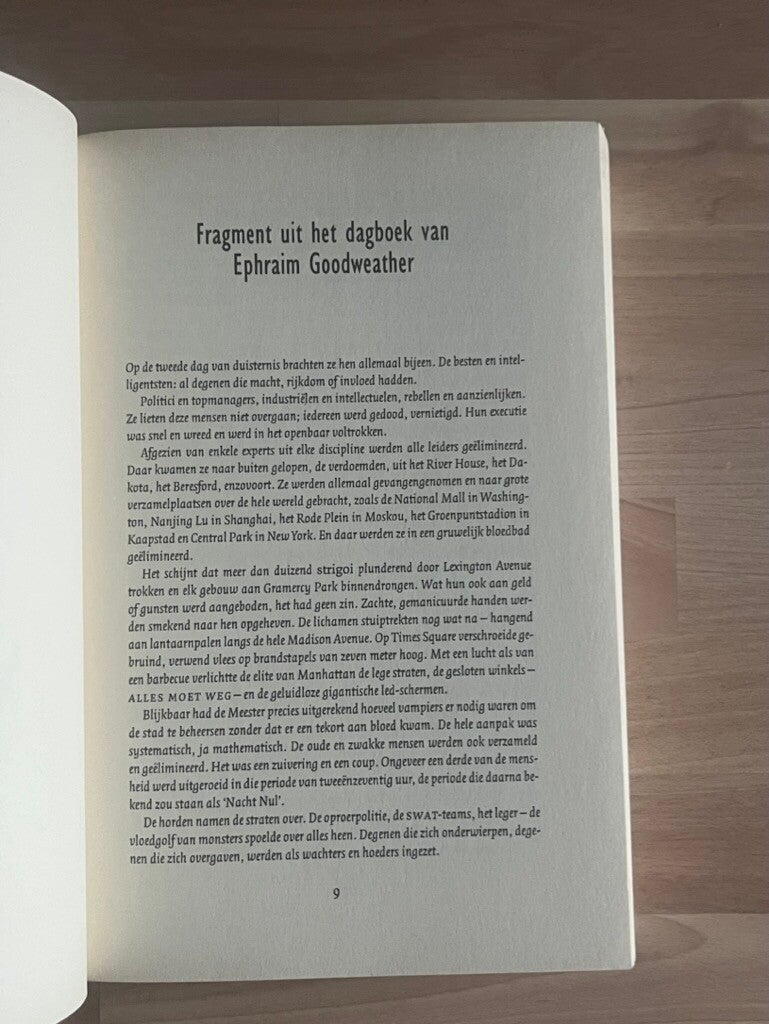 Fragment uit het dagboek van
Ephraim Goodweather
Op de tweede dag van duisternis brachten ze hen allemaal bijeen. De besten en intel-
ligentsten: al degenen die macht, rijkdom of invloed hadden.
Politici en topmanagers, industriëlen en intellectuelen, rebellen en aanzienlijken.
Ze lieten deze mensen niet overgaan; iedereen werd gedood, vernietigd. Hun executie
was snel en wreed en werd in het openbaar voltrokken.
Afgezien van enkele experts uit elke discipline werden alle leiders geëlimineerd.
Daar kwamen ze naar buiten gelopen, de verdoemden, uit het River House, het Da-
kota, het Beresford, enzovoort. Ze werden allemaal gevangengenomen en naar grote
verzamelplaatsen over de hele wereld gebracht, zoals de National Mall in Washing-
ton, Nanjing Lu in Shanghai, het Rode Plein in Moskou, het Groenpuntstadion in
Kaapstad en Central Park in New York. En daar werden ze in een gruwelijk bloedbad
geëlimineerd.
Het schijnt dat meer dan duizend strigoi plunderend door Lexington Avenue
trokken en elk gebouw aan Gramercy Park binnendrongen. Wat hun ook aan geld
of gunsten werd aangeboden, het had geen zin. Zachte, gemanicuurde handen wer-
den smekend naar hen opgeheven. De lichamen stuiptrekten nog wat na – hangend
aan lantaarnpalen langs de hele Madison Avenue. Op Times Square verschroeide ge-
bruind, verwend vlees op brandstapels van zeven meter hoog. Met een lucht als van
een barbecue verlichtte de elite van Manhattan de lege straten, de gesloten winkels –
ALLES MOET WEG – en de geluidloze gigantische led-schermen.
Blijkbaar had de Meester precies uitgerekend hoeveel vampiers er nodig waren om
de stad te beheersen zonder dat er een tekort aan bloed kwam. De hele aanpak was
systematisch, ja mathematisch. De oude en zwakke mensen werden ook verzameld
en geëlimineerd. Het was een zuivering en een coup. Ongeveer een derde van de mens-
heid werd uitgeroeid in die periode van tweeënzeventig uur, de periode die daarna be-
kend zou staan als ‘Nacht Nul’.
De horden namen de straten over. De oproerpolitie, de SWAT-teams, het leger – de
vloedgolf van monsters spoelde over alles heen. Degenen die zich onderwierpen, dege-
nen die zich overgaven, werden als wachters en hoeders ingezet.
9